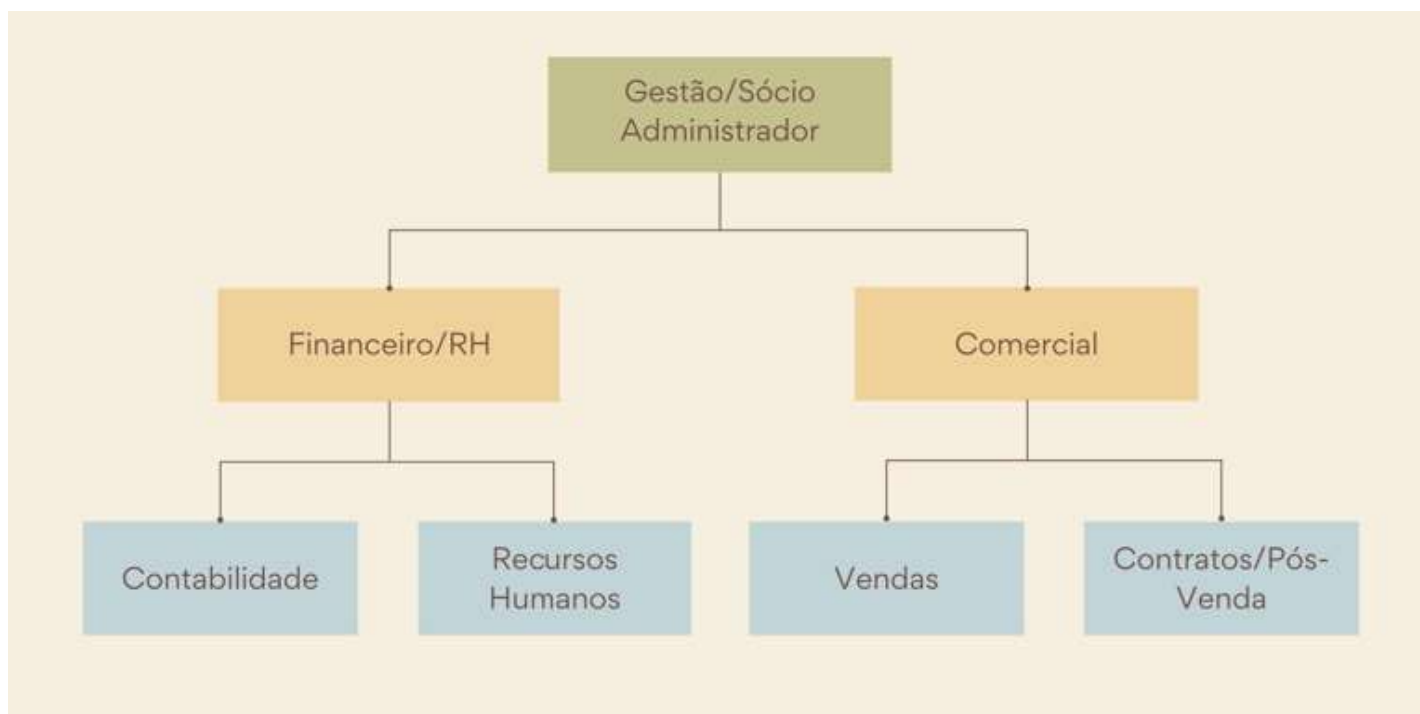 Gestão/Sócio
Administrador
Financeiro/RH
Comercial
Contabilidade
Recursos
Humanos
Vendas
Contratos/Pós-
Venda